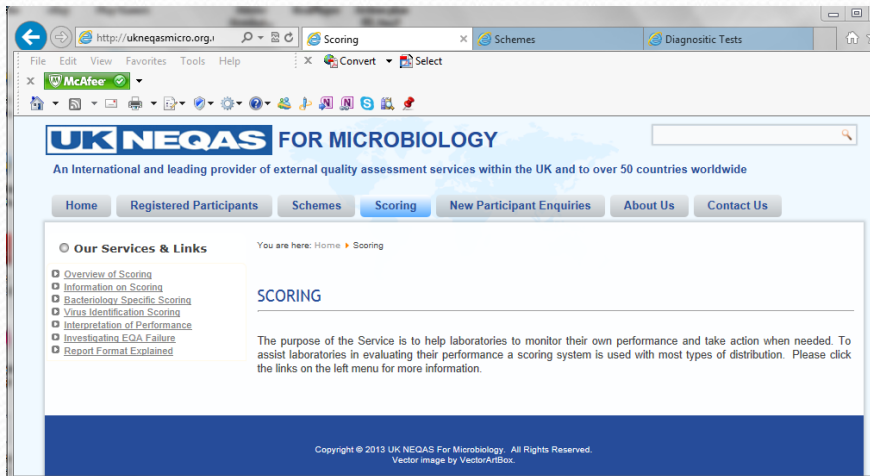 http://ukneqasmicro.org.u
Scoring
Schemes
Diagnositic Tests
File Edit View Favorites Tools Help
Convert
Select
McAfee
UK NEQAS FOR MICROBIOLOGY
An International and leading provider of external quality assessment services within the UK and to over 50 countries worldwide
Home Registered Participants Schemes Scoring New Participant Enquiries About Us Contact Us
Our Services & Links
You are here: Home Scoring
Overview of Scoring
Information on Scoring
Bacteriology Specific Scoring
Virus Identification Scoring
Interpretation of Performance
Investigating EQA Failure
Report Format Explained
SCORING
The purpose of the Service is to help laboratories to monitor their own performance and take action when needed. To
assist laboratories in evaluating their performance a scoring system is used with most types of distribution. Please click
the links on the left menu for more information.
Copyright © 2013 UK NEQAS For Microbiology. All Rights Reserved.
Vector image by VectorArtBox.